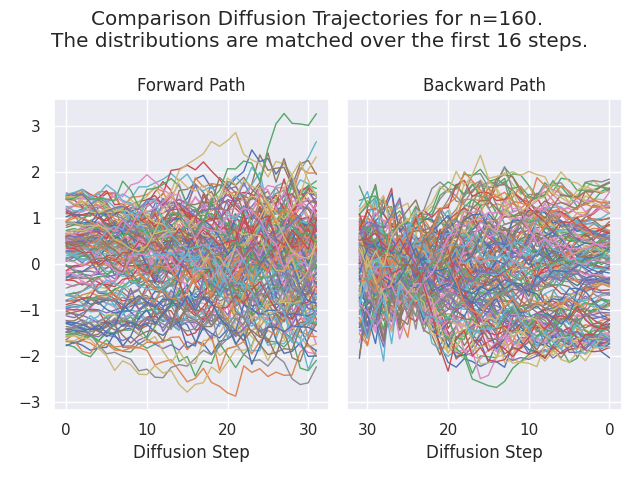 Comparison Diffusion Trajectories for n=160.
The distributions are matched over the first 16 steps.
Forward Path
Backward Path
3
2
1
0
−1
−2
−3
0 10 20 30
30 20 10 0
Diffusion Step
Diffusion Step